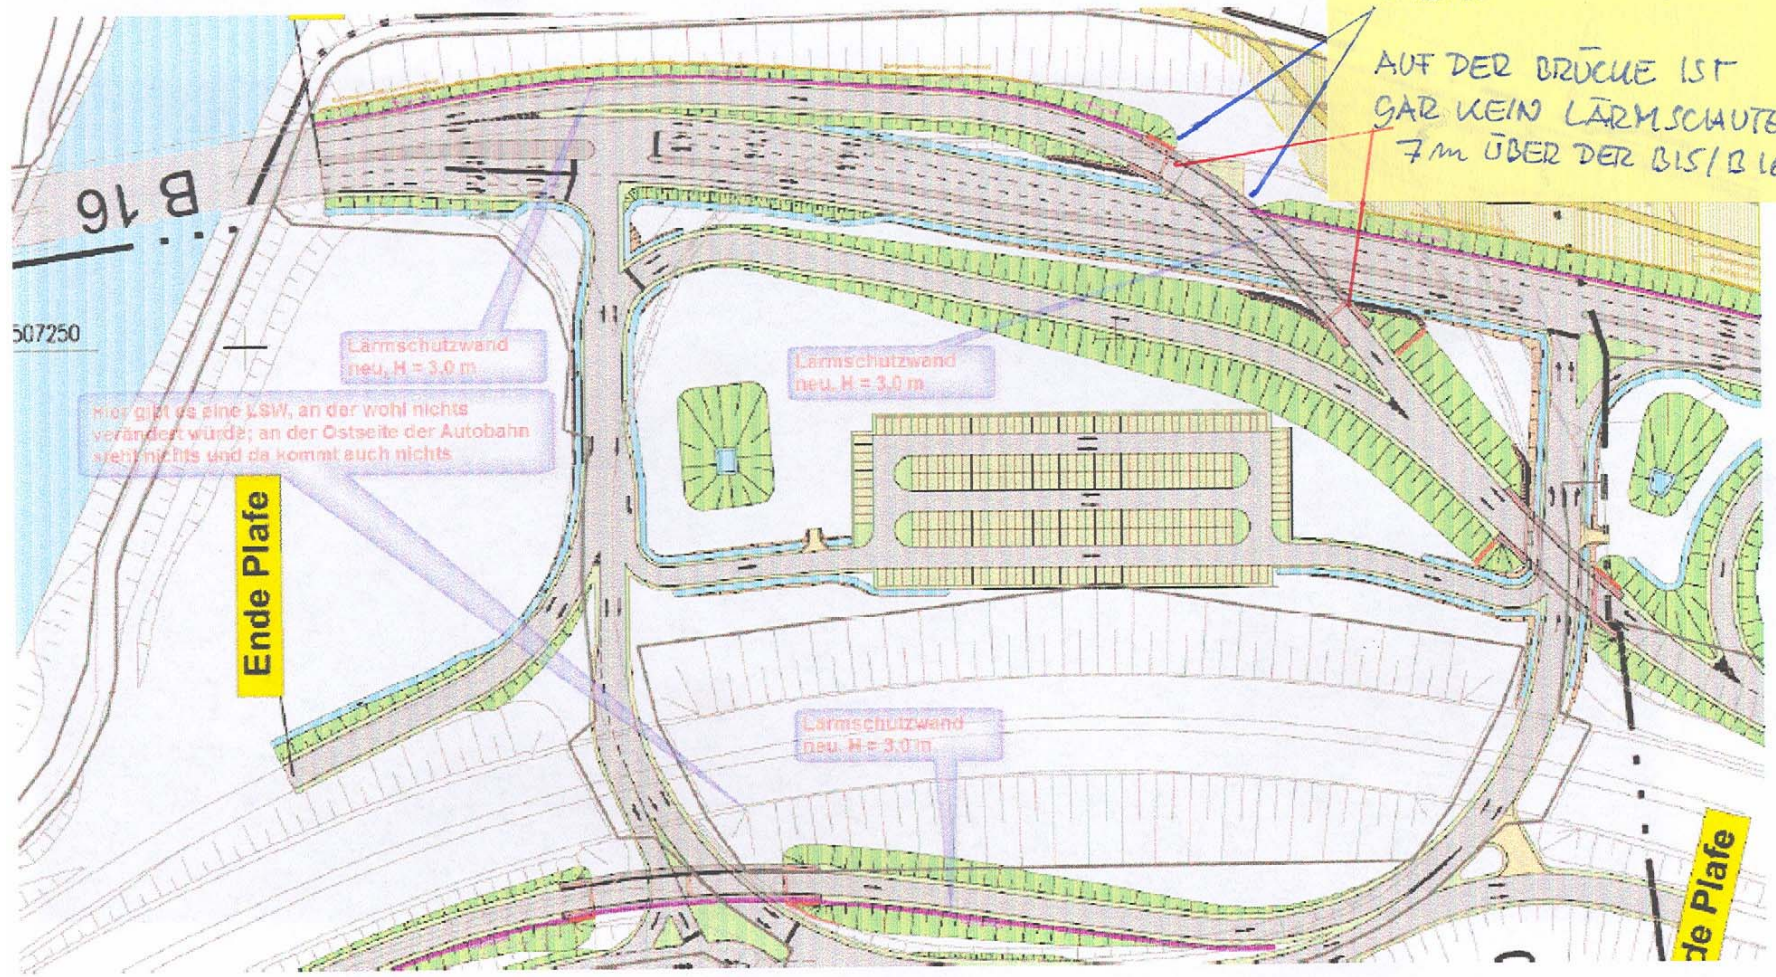 AUF DER BRÜCKE IST
GAR KEIN LÄRMSCHUTZ
7m ÜBER DER B15/B16
B 16
507250
Lärmschutzwand
neu, H = 3,0 m
Lärmschutzwand
neu, H = 3,0 m
Hier gibt es eine LSW, an der wohl nichts
verändert würde; an der Ostseite der Autobahn
steht nichts und da kommt auch nichts
Ende Plafe
Lärmschutzwand
neu, H = 3,0 m
de Plafe